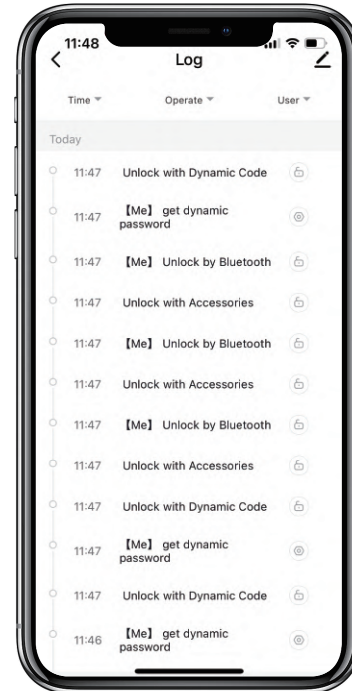 11:48
Log
Time Operate User
Today
11:47 Unlock with Dynamic Code
11:47 【Me】 get dynamic
password
11:47 【Me】 Unlock by Bluetooth
11:47 Unlock with Accessories
11:47 【Me】 Unlock by Bluetooth
11:47 Unlock with Accessories
11:47 【Me】 Unlock by Bluetooth
11:47 Unlock with Accessories
11:47 Unlock with Dynamic Code
11:47 【Me】 get dynamic
password
11:47 Unlock with Dynamic Code
11:46 【Me】 get dynamic
password